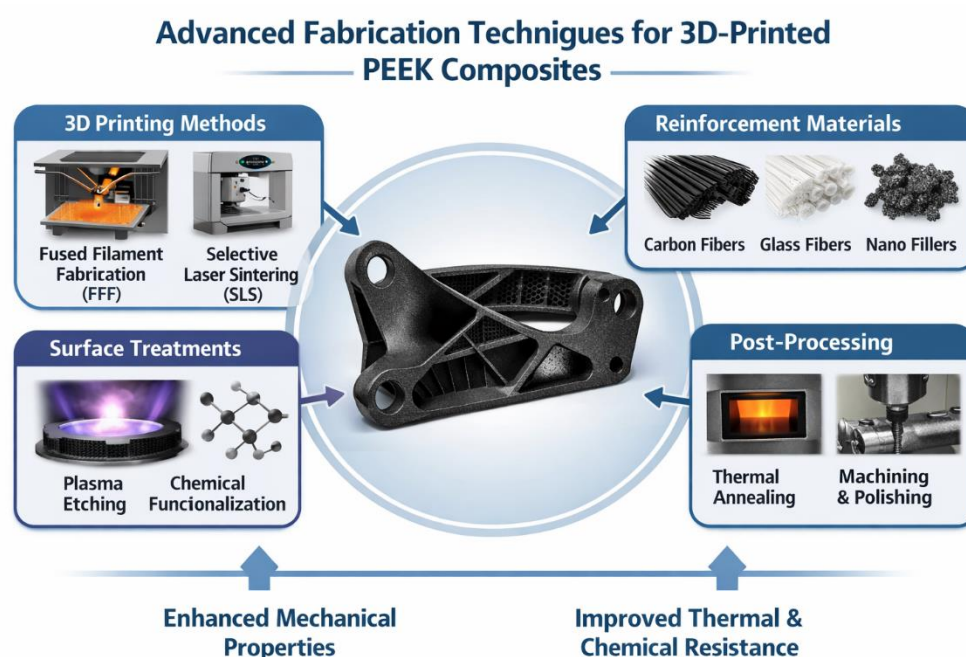 Advanced Fabrication Technigues for 3D-Printed
PEEK Composites
3D Printing Methods
Fused Filament
Fabrication
(FFF)
Selective
Laser Sintering
(SLS)
Reinforcement Materials
Carbon Fibers
Glass Fibers
Nano Fillers
Surface Treatments
Plasma
Etching
Chemical
Funcionalization
Post-Processing
Thermal
Annealing
Machining
& Polishing
Enhanced Mechanical
Properties
Improved Thermal &
Chemical Resistance